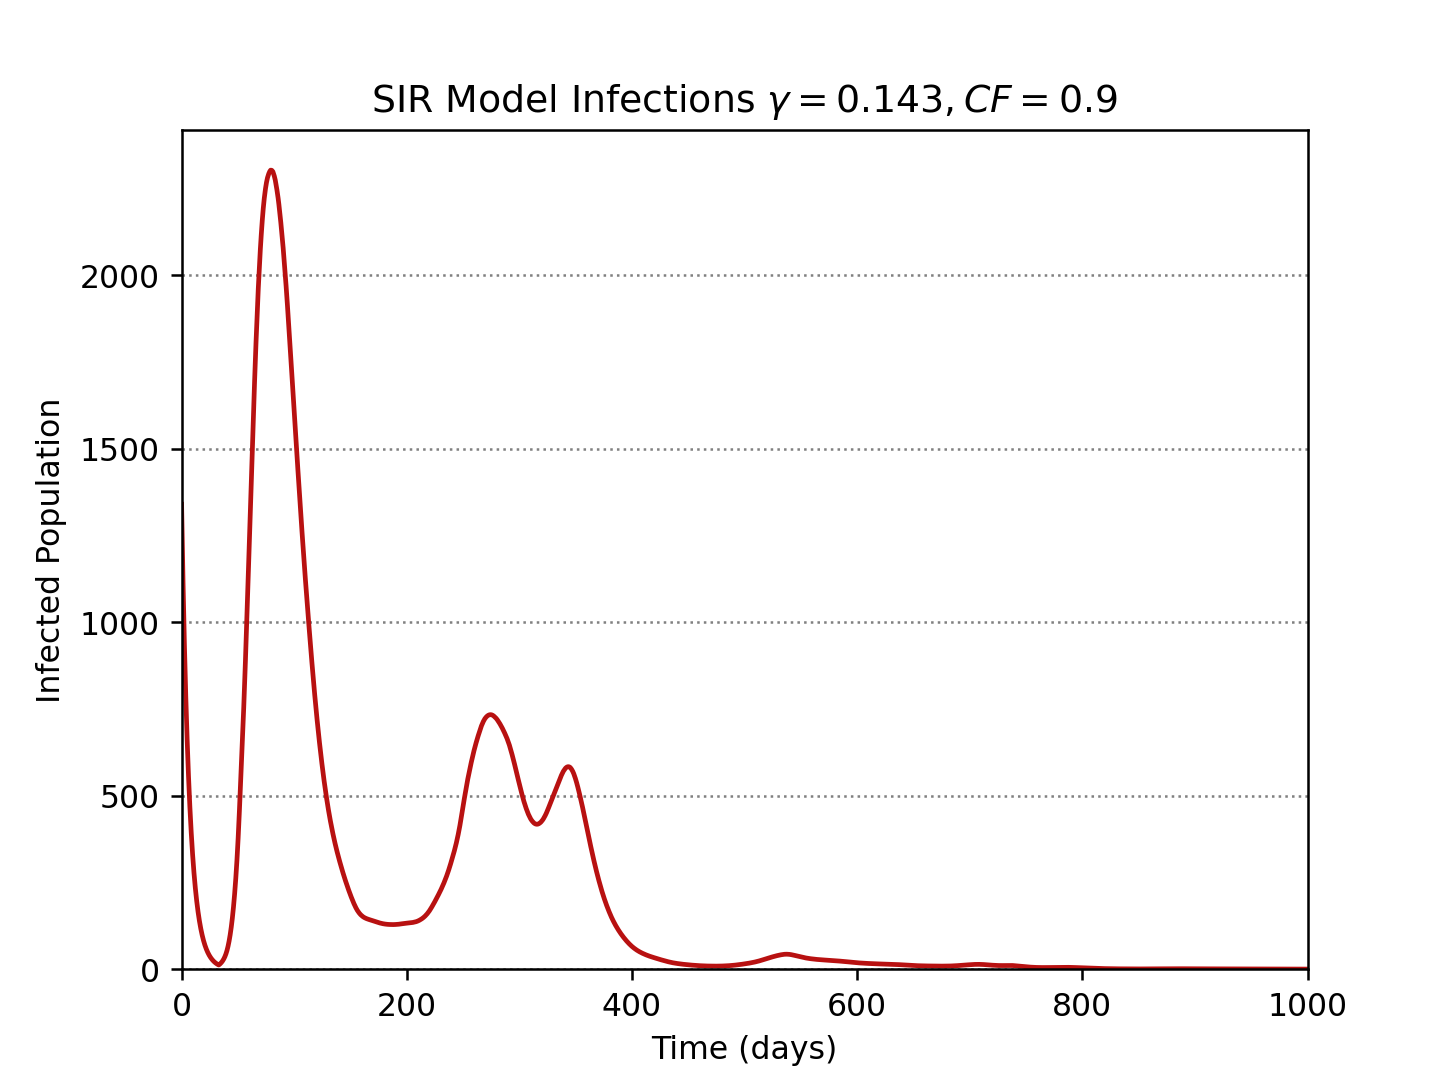 SIR Model Infections γ = 0.143, CF = 0.9
Infected Population
2000
1500
1000
500
0
0 200 400 600 800 1000
Time (days)